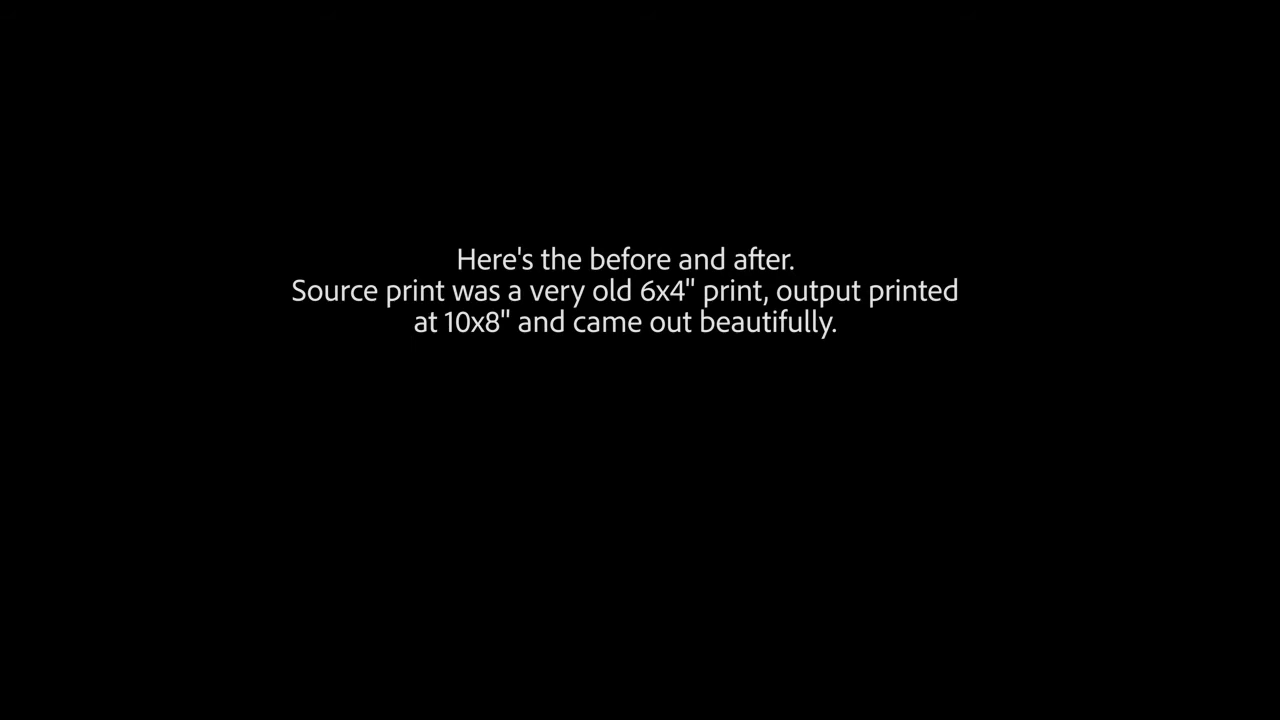 Here's the before and after.
Source print was a very old 6x4" print, output printed
at 10x8" and came out beautifully.